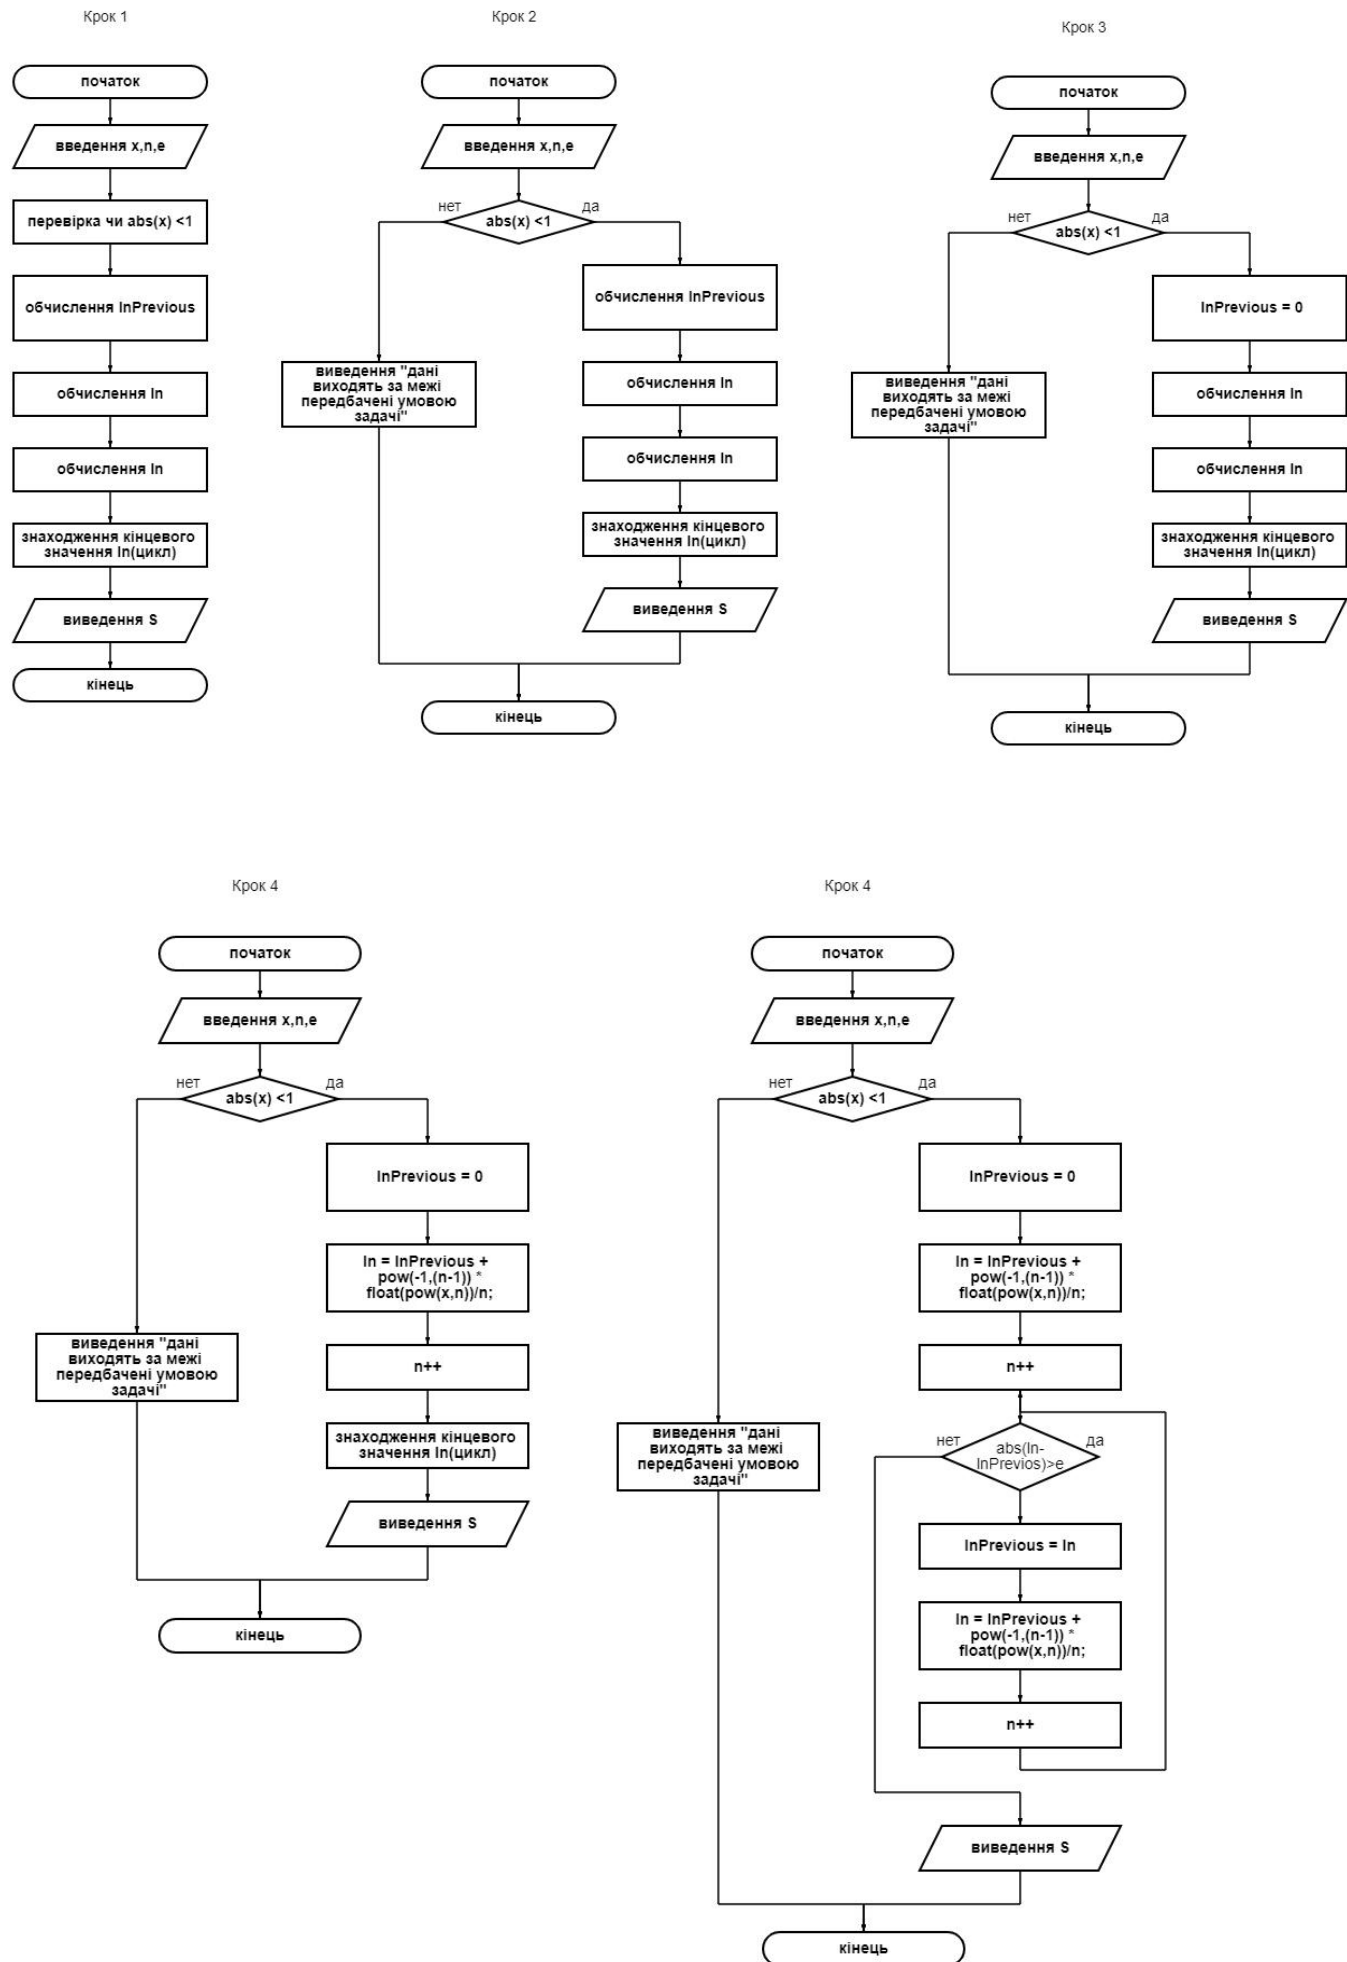 Крок 1
початок
введення x,n,e
перевірка чи abs(x) <1
обчислення lnPrevious
обчислення ln
обчислення ln
знаходження кінцевого
значення ln(цикл)
виведення S
кінець
Крок 2
початок
введення x,n,e
нет
да
abs(x) <1
виведення "дані
виходять за межі
передбачені умовою
задачі"
обчислення lnPrevious
обчислення ln
обчислення ln
знаходження кінцевого
значення ln(цикл)
виведення S
кінець
Крок 3
початок
введення x,n,e
нет
да
abs(x) <1
виведення "дані
виходять за межі
передбачені умовою
задачі"
lnPrevious = 0
обчислення ln
обчислення ln
знаходження кінцевого
значення ln(цикл)
виведення S
кінець
Крок 4
початок
введення x,n,e
нет
да
abs(x) <1
виведення "дані
виходять за межі
передбачені умовою
задачі"
lnPrevious = 0
ln = lnPrevious +
pow(-1,(n-1)) *
float(pow(x,n))/n;
n++
знаходження кінцевого
значення ln(цикл)
виведення S
кінець
Крок 4
початок
введення x,n,e
нет
да
abs(x) <1
виведення "дані
виходять за межі
передбачені умовою
задачі"
lnPrevious = 0
ln = lnPrevious +
pow(-1,(n-1)) *
float(pow(x,n))/n;
n++
нет
да
abs(ln-
lnPrevios)>e
lnPrevious = ln
ln = lnPrevious +
pow(-1,(n-1)) *
float(pow(x,n))/n;
n++
виведення S
кінець